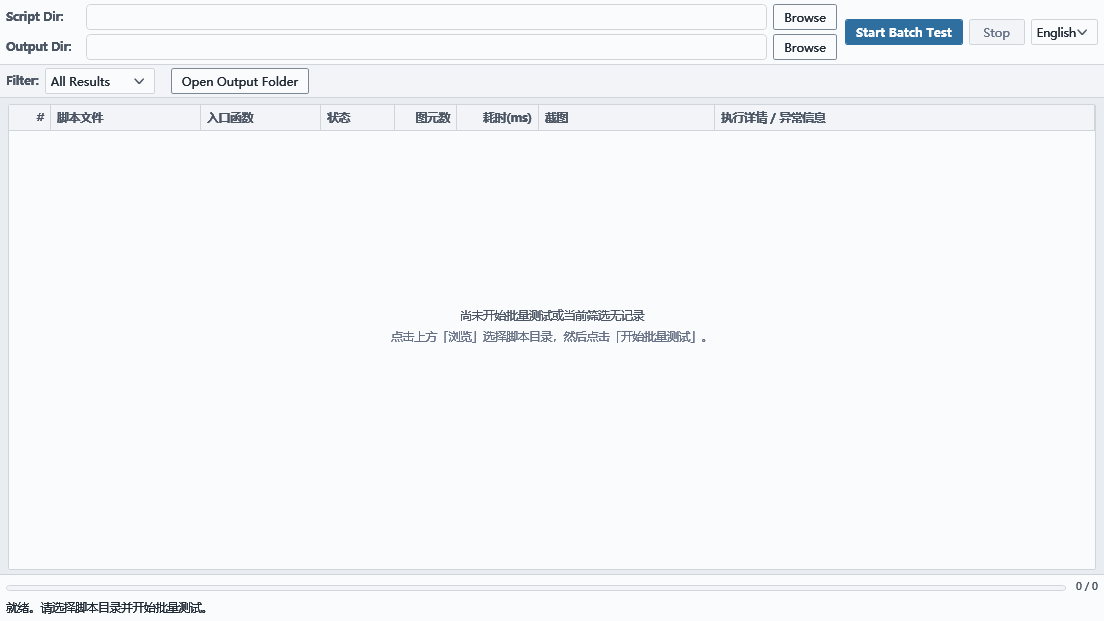 Script Dir: Browse
Output Dir: Browse
Start Batch Test Stop English
Filter: All Results Open Output Folder
# 脚本文件 入口函数 状态 图元数 耗时(ms) 截图 执行详情 / 异常信息
尚未开始批量测试或当前筛选无记录
点击上方「浏览」选择脚本目录，然后点击「开始批量测试」。
0 / 0
就绪。请选择脚本目录并开始批量测试。